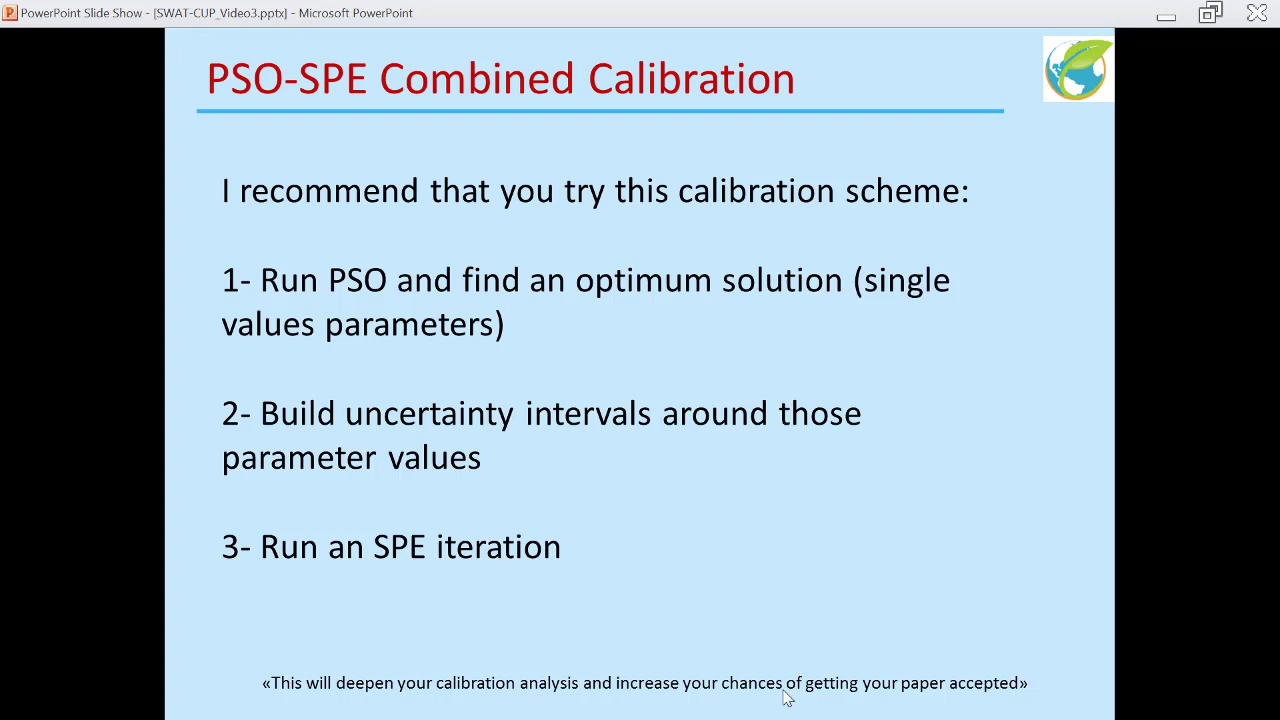 PowerPoint Slide Show - [SWAT-CUP_Video3.pptx] - Microsoft PowerPoint
PSO-SPE Combined Calibration
I recommend that you try this calibration scheme:
1- Run PSO and find an optimum solution (single
values parameters)
2- Build uncertainty intervals around those
parameter values
3- Run an SPE iteration
«This will deepen your calibration analysis and increase your chances of getting your paper accepted»